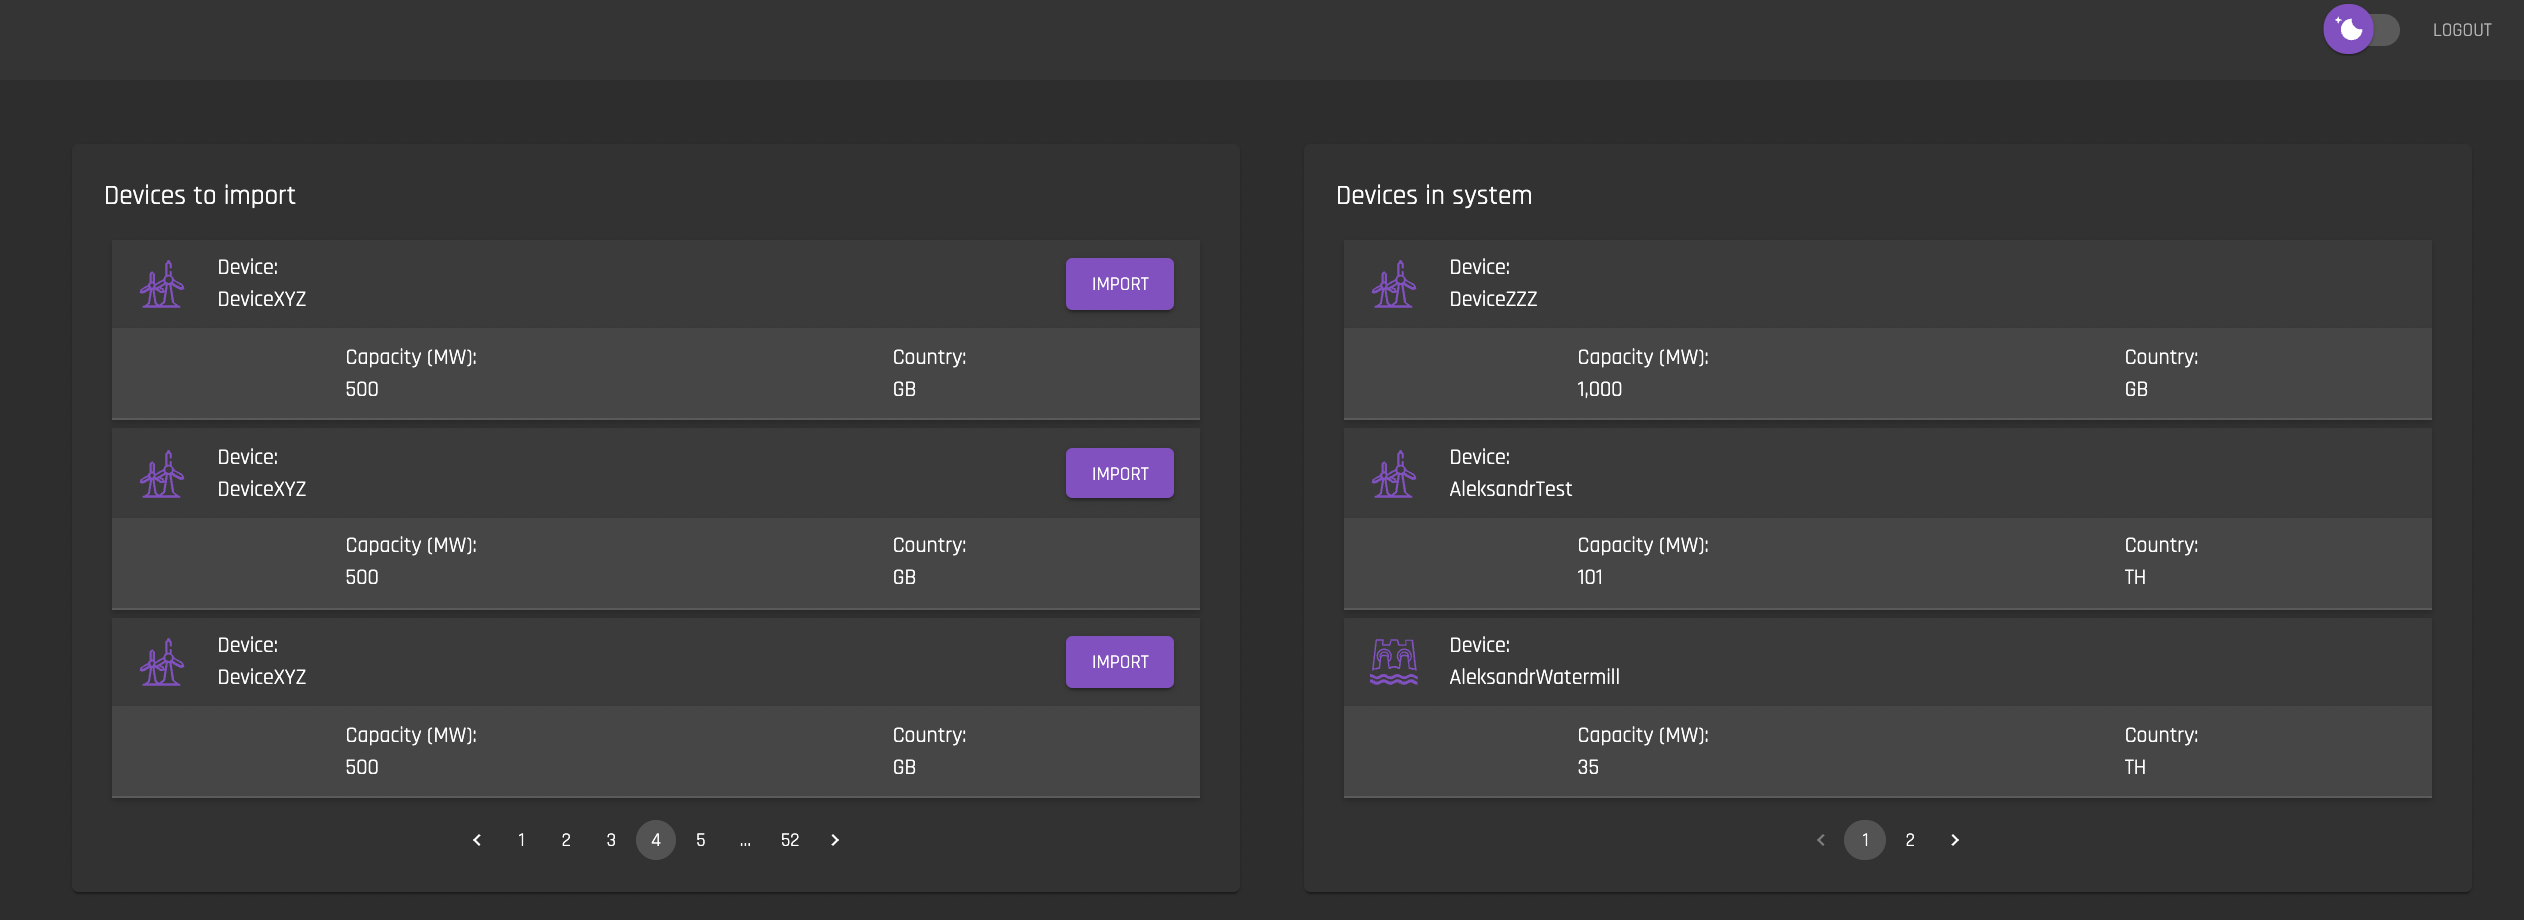 LOGOUT
Devices to import
Device:
DeviceXYZ
IMPORT
Capacity (MW):
500
Country:
GB
Device:
DeviceXYZ
IMPORT
Capacity (MW):
500
Country:
GB
Device:
DeviceXYZ
IMPORT
Capacity (MW):
500
Country:
GB
1 2 3 4 5 ... 52
Devices in system
Device:
DeviceZZZ
Capacity (MW):
1,000
Country:
GB
Device:
AleksandrTest
Capacity (MW):
101
Country:
TH
Device:
AleksandrWatermill
Capacity (MW):
35
Country:
TH
1 2